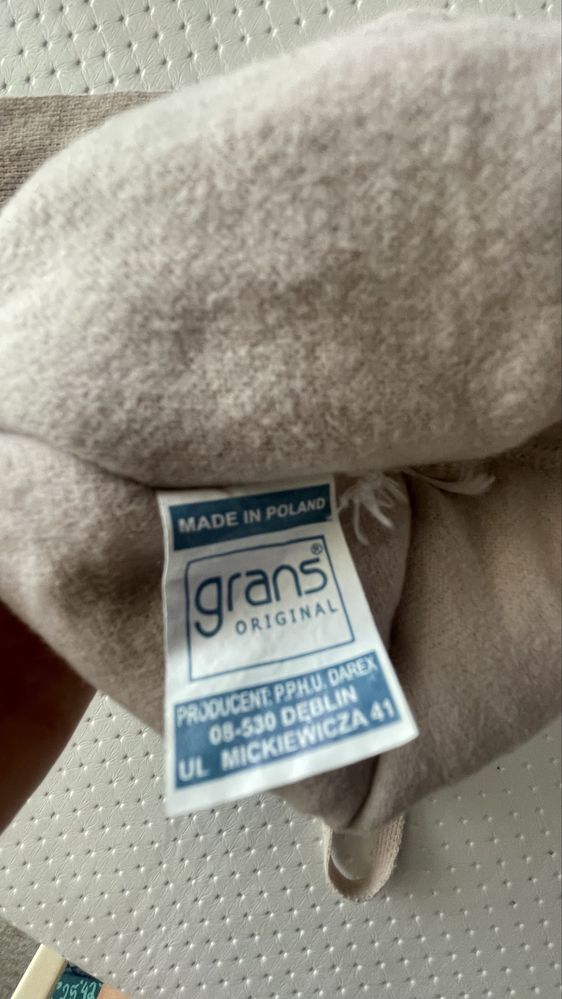 MADE IN POLAND
grans®
ORIGINAL
PRODUCENT: P.P.H.U. DAREX
08-530 DĘBLIN
UL MICKIEWICZA 41